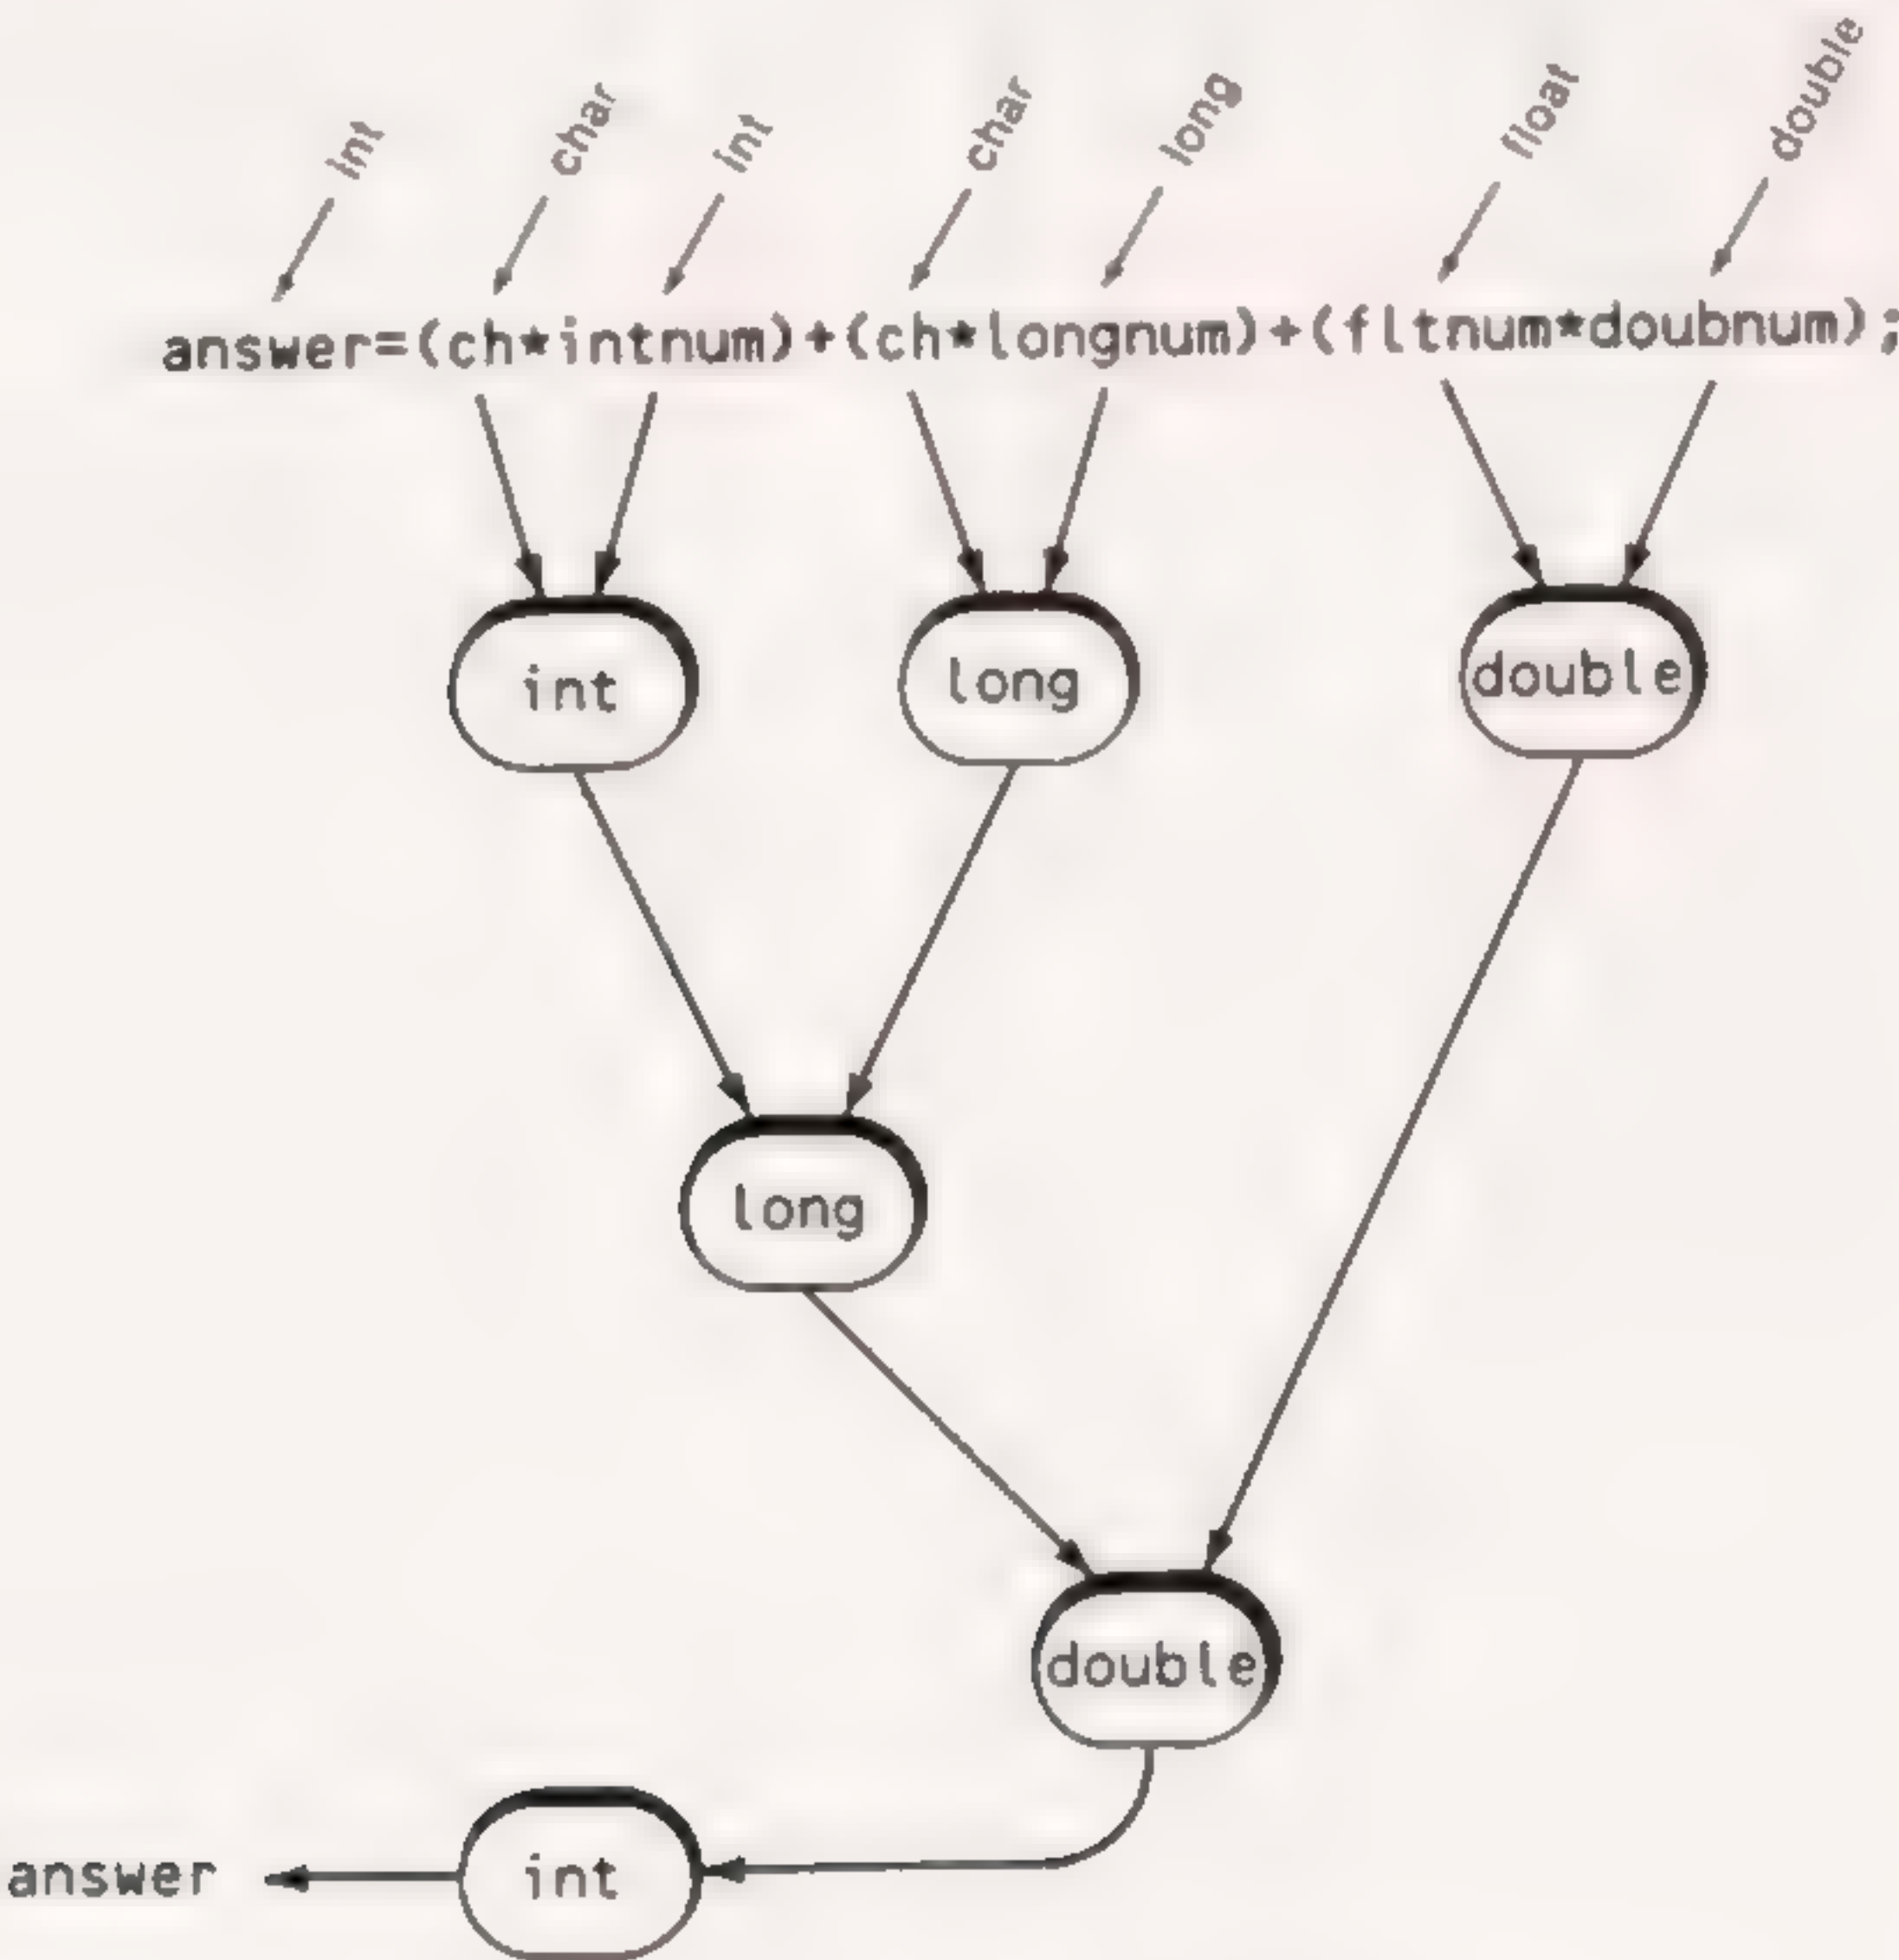 int char int char long float double
answer=(ch*intnum)+(ch*longnum)+(fltnum*doubnum);
int long double
long
double
answer int